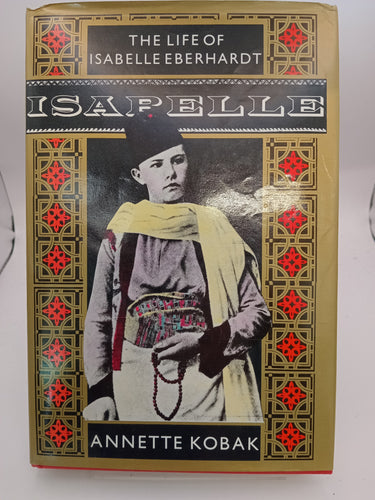 THE LIFE OF
ISABELLE EBERHARDT
ISABELLE
ANNETTE KOBAK